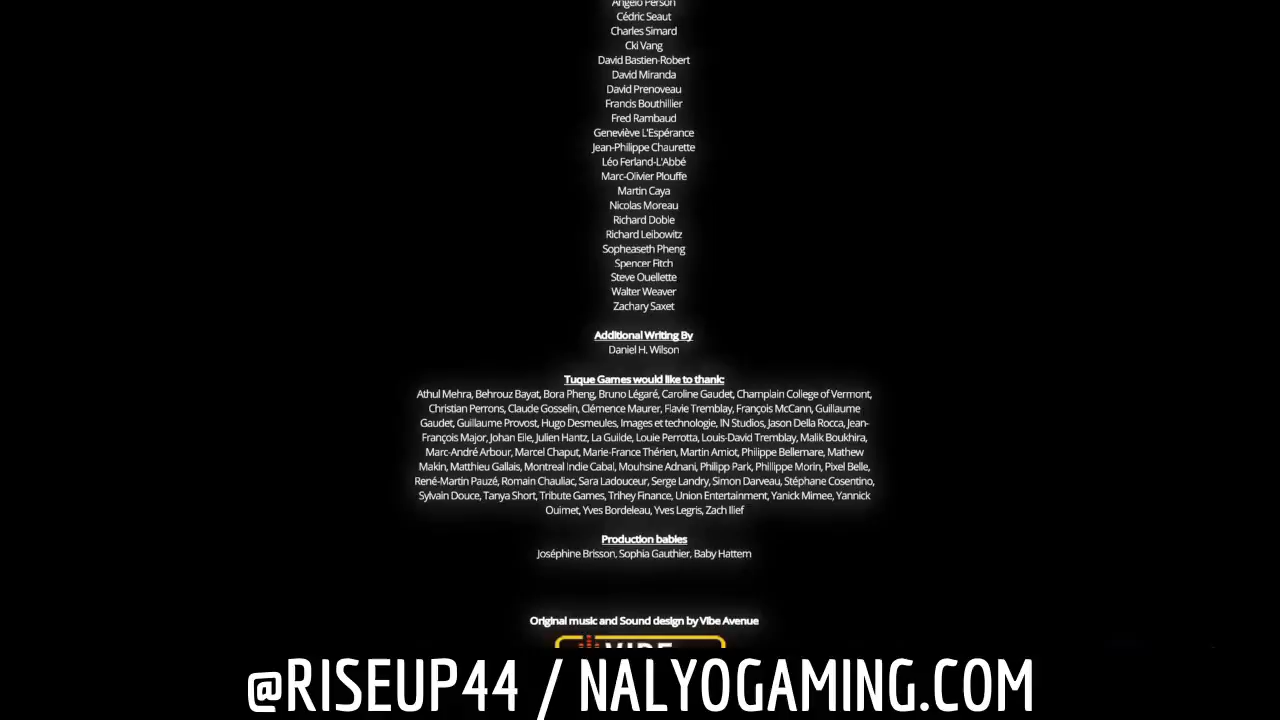 Angelo Person
Cédric Seaut
Charles Simard
Cki Vang
David Bastien-Robert
David Miranda
David Prenoveau
Francis Bouthillier
Fred Rambaud
Geneviève L'Espérance
Jean-Philippe Chaurette
Léo Ferland-L'Abbé
Marc-Olivier Plouffe
Martin Caya
Nicolas Moreau
Richard Dobie
Richard Leibowitz
Sopheaseth Pheng
Spencer Fitch
Steve Ouellette
Walter Weaver
Zachary Saxet
Additional Writing By
Daniel H. Wilson
Tuque Games would like to thank:
Athul Mehra, Behrouz Bayat, Bora Pheng, Bruno Légaré, Caroline Gaudet, Champlain College of Vermont,
Christian Perrons, Claude Gosselin, Clémence Maurer, Flavie Tremblay, François McCann, Guillaume
Gaudet, Guillaume Provost, Hugo Desmeules, Images et technologie, IN Studios, Jason Della Rocca, Jean-
François Major, Johan Eile, Julien Hantz, La Guilde, Louie Perrotta, Louis-David Tremblay, Malik Boukhira,
Marc-André Arbour, Marcel Chaput, Marie-France Thérien, Martin Amiot, Philippe Bellemare, Mathew
Makin, Matthieu Gallais, Montreal Indie Cabal, Mouhsine Adnani, Philipp Park, Phillippe Morin, Pixel Belle,
René-Martin Pauzé, Romain Chauliac, Sara Ladouceur, Serge Landry, Simon Darveau, Stéphane Cosentino,
Sylvain Douce, Tanya Short, Tribute Games, Trihey Finance, Union Entertainment, Yanick Mimee, Yannick
Ouimet, Yves Bordeleau, Yves Legris, Zach Ilief
Production babies
Joséphine Brisson, Sophia Gauthier, Baby Hattem
Original music and Sound design by Vibe Avenue
VIBE
@RISEUP44 / NALYOGAMING.COM